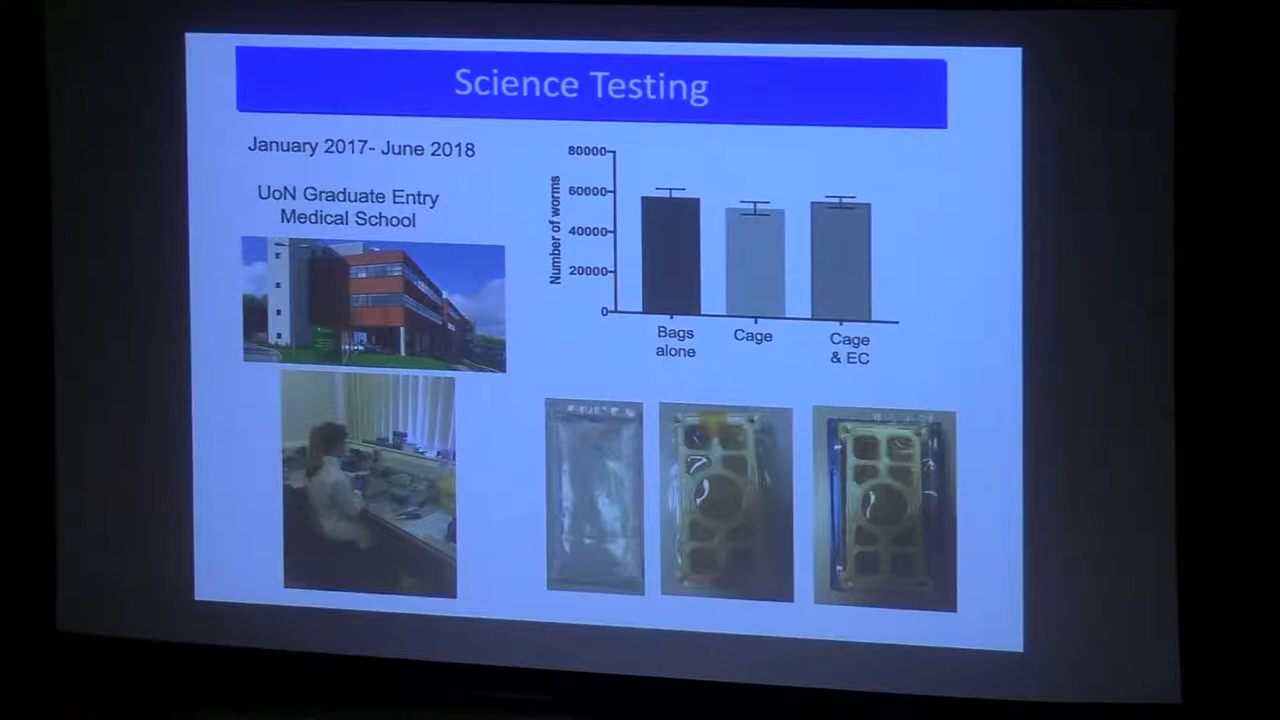 Science Testing
January 2017- June 2018
UoN Graduate Entry
Medical School
Number of worms
80000
60000
40000
20000
0
Bags
alone
Cage
Cage
& EC